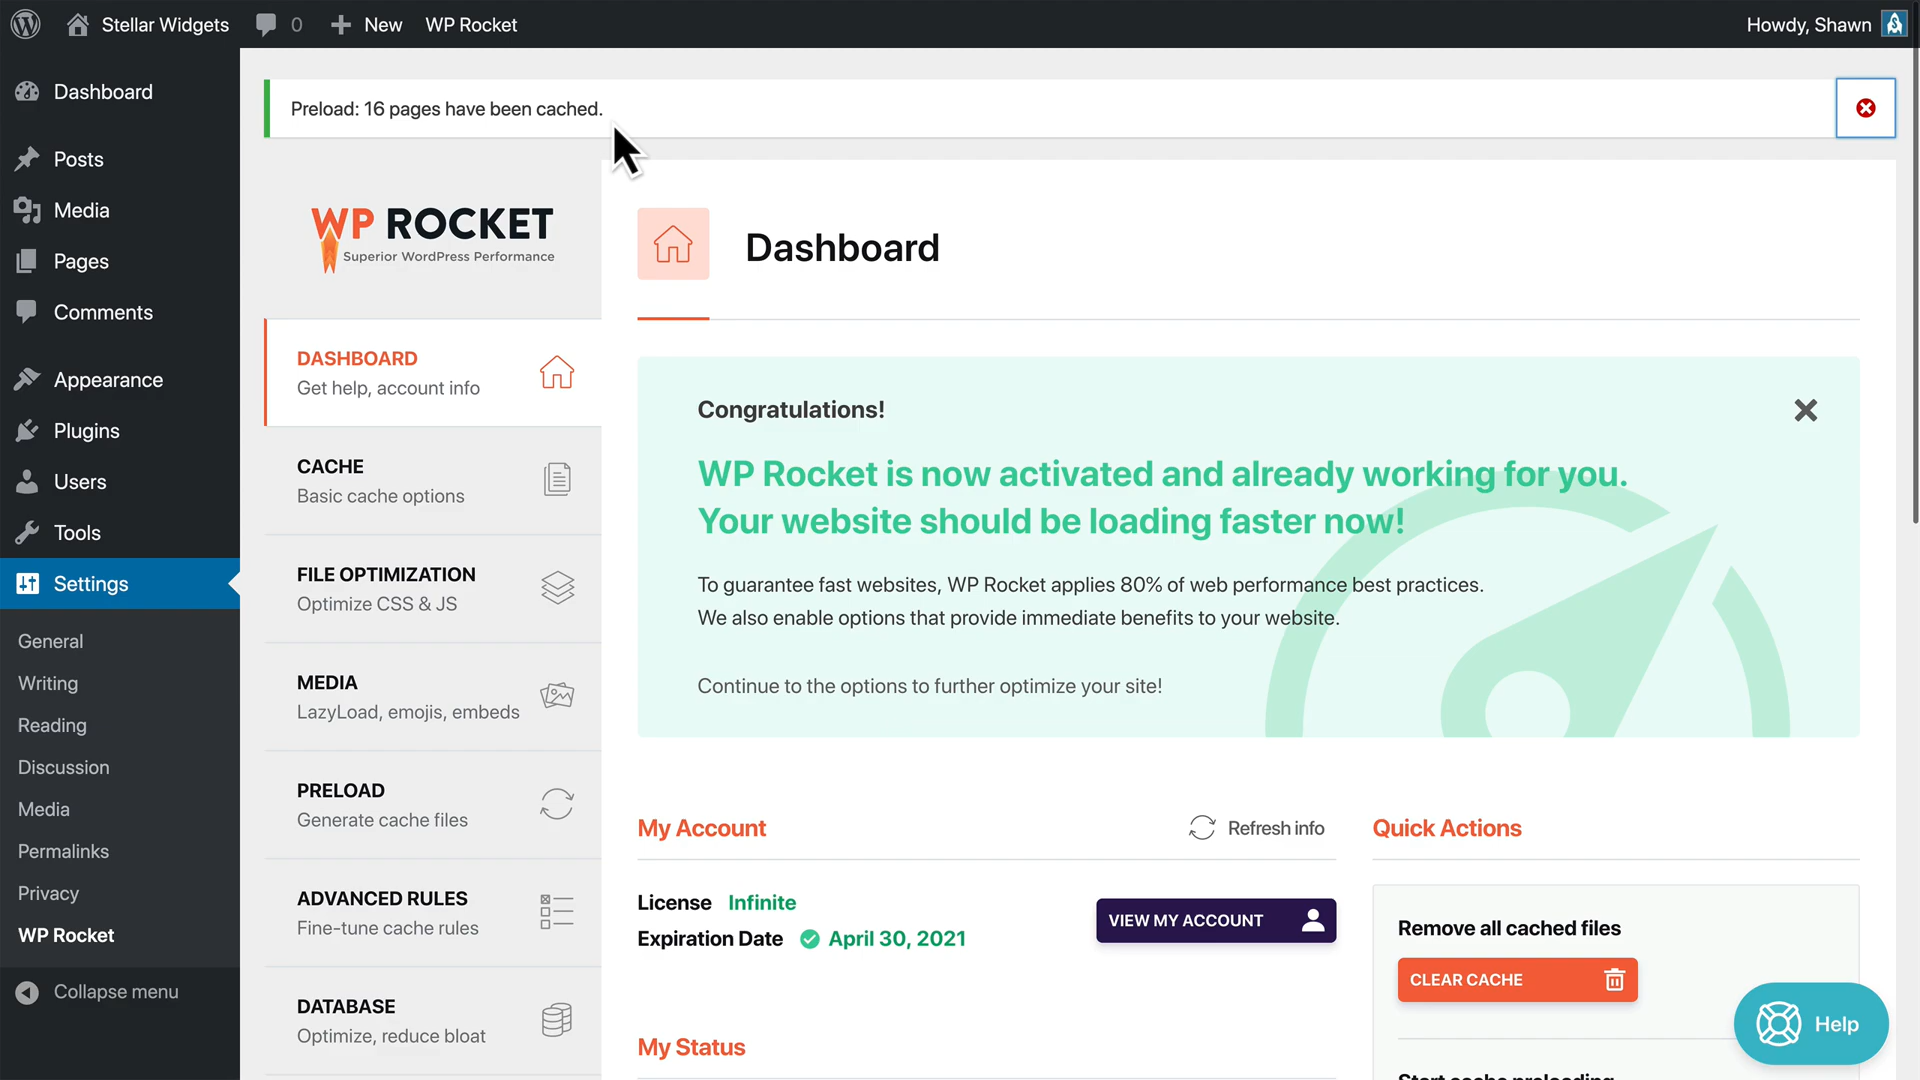 Stellar Widgets
0
New
WP Rocket
Howdy, Shawn
Dashboard
Posts
Media
Pages
Comments
Appearance
Plugins
Users
Tools
Settings
General
Writing
Reading
Discussion
Media
Permalinks
Privacy
WP Rocket
Collapse menu
Preload: 16 pages have been cached.
WP ROCKET
Superior WordPress Performance
DASHBOARD
Get help, account info
CACHE
Basic cache options
FILE OPTIMIZATION
Optimize CSS & JS
MEDIA
LazyLoad, emojis, embeds
PRELOAD
Generate cache files
ADVANCED RULES
Fine-tune cache rules
DATABASE
Optimize, reduce bloat
Dashboard
Congratulations!
WP Rocket is now activated and already working for you.
Your website should be loading faster now!
To guarantee fast websites, WP Rocket applies 80% of web performance best practices.
We also enable options that provide immediate benefits to your website.
Continue to the options to further optimize your site!
My Account
Refresh info
License Infinite
Expiration Date April 30, 2021
VIEW MY ACCOUNT
My Status
Quick Actions
Remove all cached files
CLEAR CACHE
Start cache preloading
Help